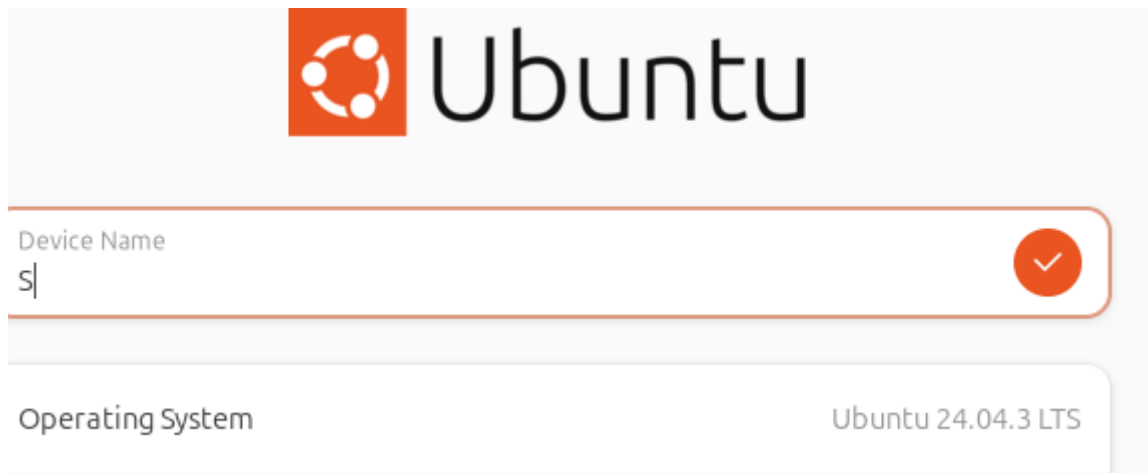 Ubuntu
Device Name
S
Operating System
Ubuntu 24.04.3 LTS